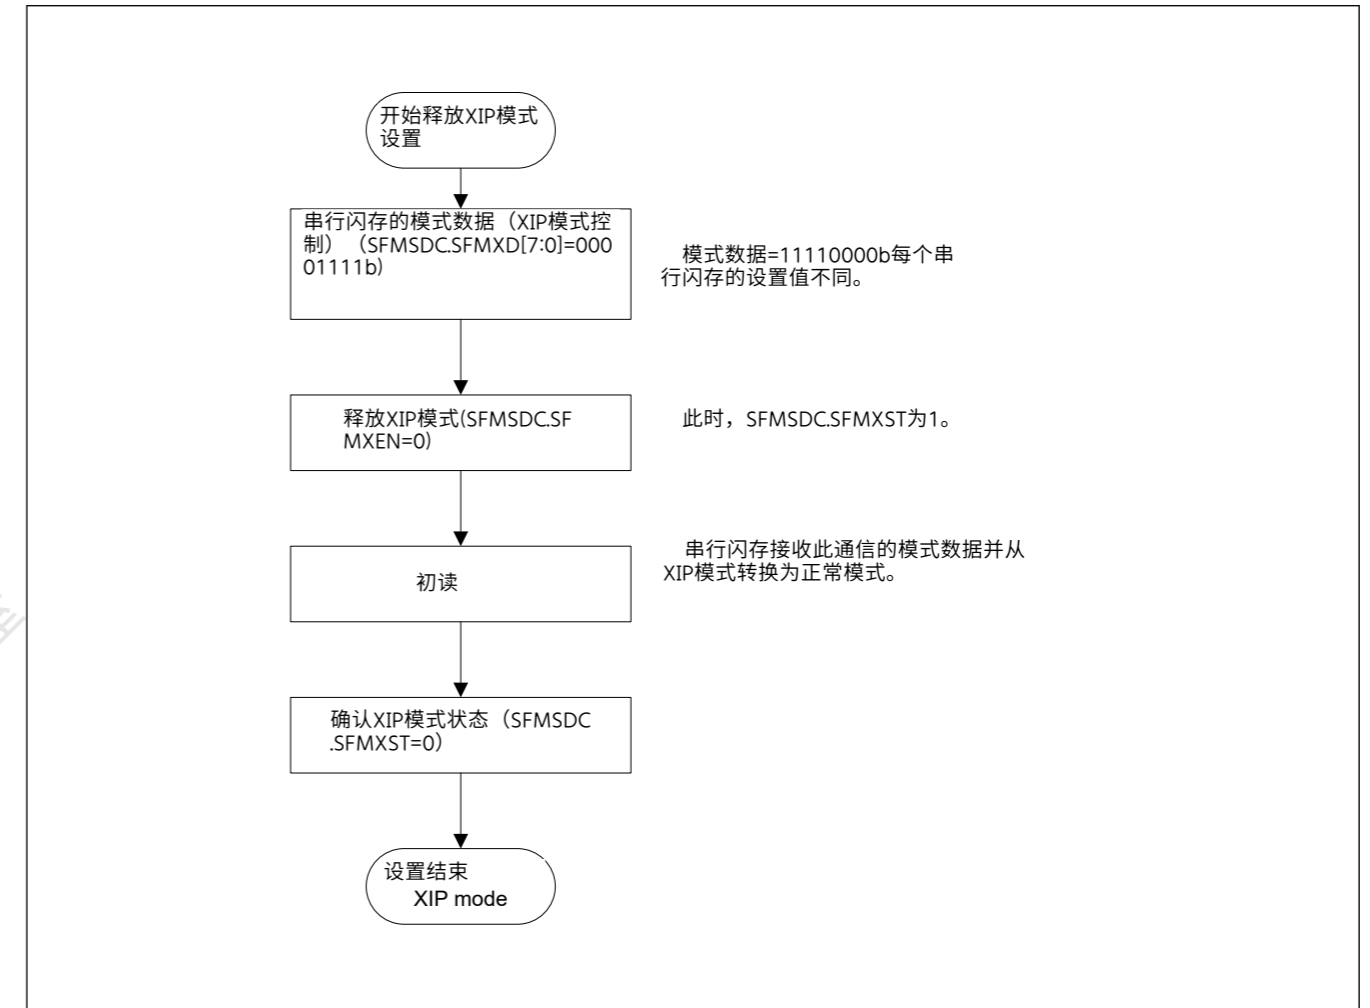 开始释放XIP模式
设置
串行闪存的模式数据（XIP模式控
制）（SFMSDC.SFMXD[7:0]=000
01111b)
模式数据=11110000b每个串
行闪存的设置值不同。
释放XIP模式(SFMSDC.SF
MXEN=0)
此时，SFMSDC.SFMXST为1。
初读
串行闪存接收此通信的模式数据并从
XIP模式转换为正常模式。
确认XIP模式状态（SFMSDC
.SFMXST=0）
设置结束
XIP mode